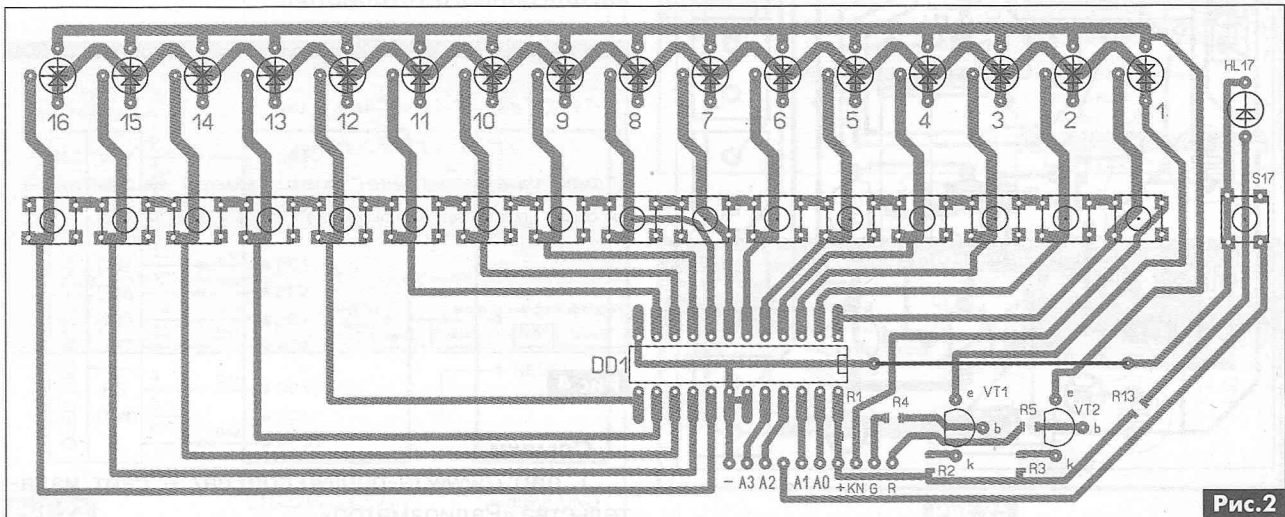 HL17
16 15 14 13 12 11 10 9 8 7 6 5 4 3 2 1
S17
DD1
R1 R4 e VT1 R5 e VT2 R13
b b
k k
R2 R3
– A3 A2 A1 A0 + KN G R
Рис.2